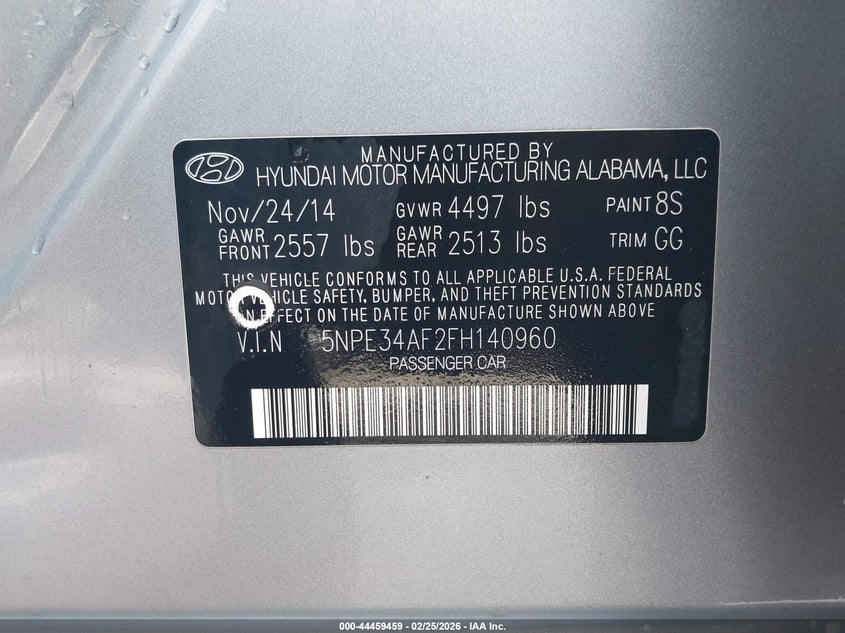 MANUFACTURED BY
HYUNDAI MOTOR MANUFACTURING ALABAMA, LLC
Nov/24/14 GVWR 4497 lbs PAINT 8S
GAWR FRONT 2557 lbs GAWR REAR 2513 lbs TRIM GG
THIS VEHICLE CONFORMS TO ALL APPLICABLE U.S.A. FEDERAL
MOTOR VEHICLE SAFETY, BUMPER, AND THEFT PREVENTION STANDARDS
IN EFFECT ON THE DATE OF MANUFACTURE SHOWN ABOVE
V.I.N 5NPE34AF2FH140960
PASSENGER CAR
000-44459459 - 02/25/2026 - IAA Inc.